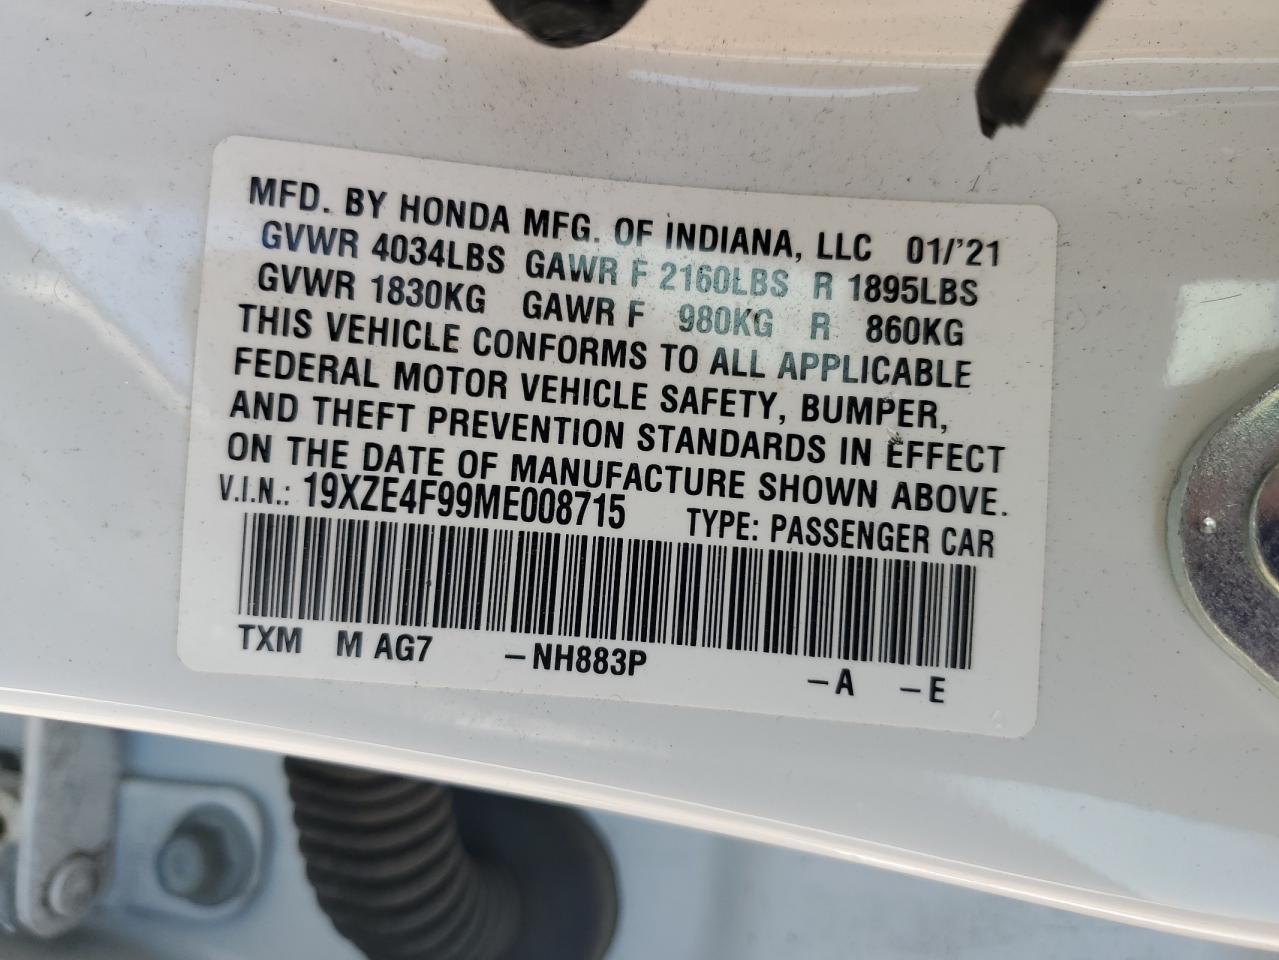 MFD. BY HONDA MFG. OF INDIANA, LLC 01/'21
GVWR 4034LBS GAWR F 2160LBS R 1895LBS
GVWR 1830KG GAWR F 980KG R 860KG
THIS VEHICLE CONFORMS TO ALL APPLICABLE
FEDERAL MOTOR VEHICLE SAFETY, BUMPER,
AND THEFT PREVENTION STANDARDS IN EFFECT
ON THE DATE OF MANUFACTURE SHOWN ABOVE.
V.I.N.: 19XZE4F99ME008715 TYPE: PASSENGER CAR
TXM M AG7 -NH883P -A -E